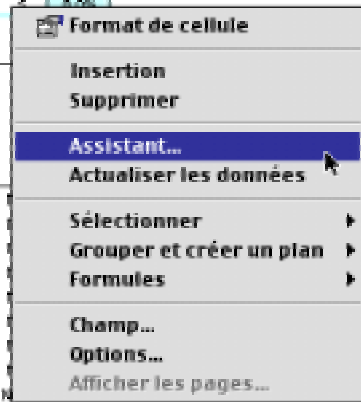 Format de cellule
Insertion
Supprimer
Assistant...
Actualiser les données
Sélectionner
Grouper et créer un plan
Formules
Champ...
Options...
Afficher les pages...